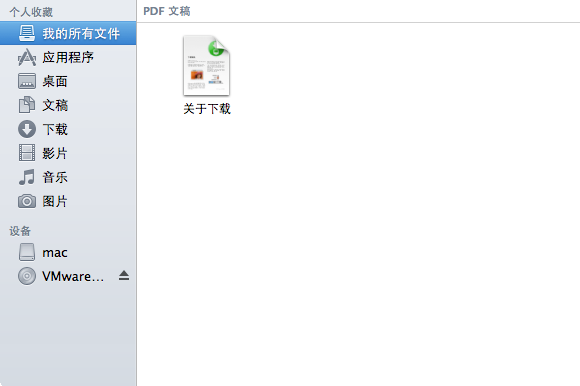 个人收藏
我的所有文件
应用程序
桌面
文稿
下载
影片
音乐
图片
设备
mac
VMware...
PDF 文稿
关于下载